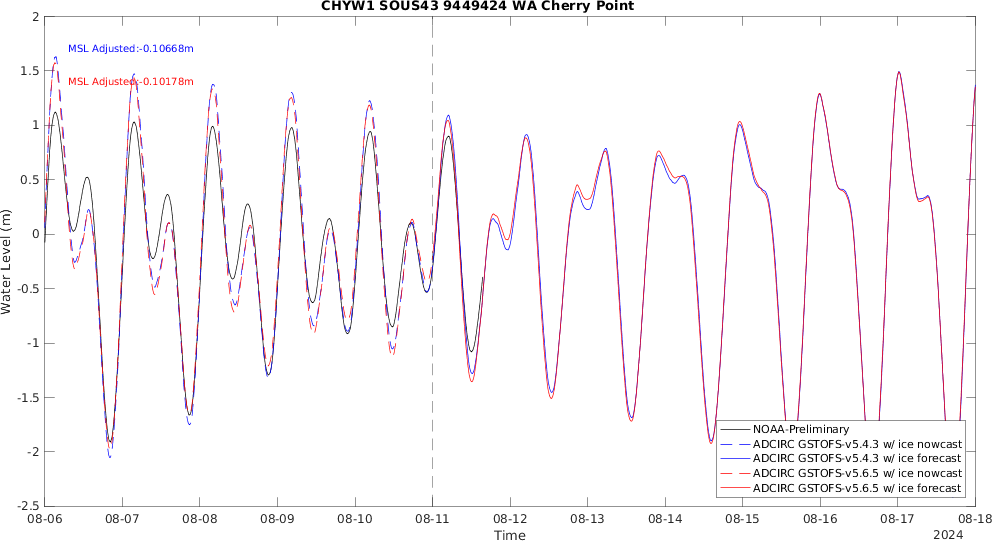 CHYW1 SOUS43 9449424 WA Cherry Point
MSL Adjusted:-0.10668m
MSL Adjusted:-0.10178m
Water Level (m)
2
1.5
1
0.5
0
-0.5
-1
-1.5
-2
-2.5
NOAA-Preliminary
ADCIRC GSTOFS-v5.4.3 w/ ice nowcast
ADCIRC GSTOFS-v5.4.3 w/ ice forecast
ADCIRC GSTOFS-v5.6.5 w/ ice nowcast
ADCIRC GSTOFS-v5.6.5 w/ ice forecast
08-06 08-07 08-08 08-09 08-10 08-11 08-12 08-13 08-14 08-15 08-16 08-17 08-18
Time
2024